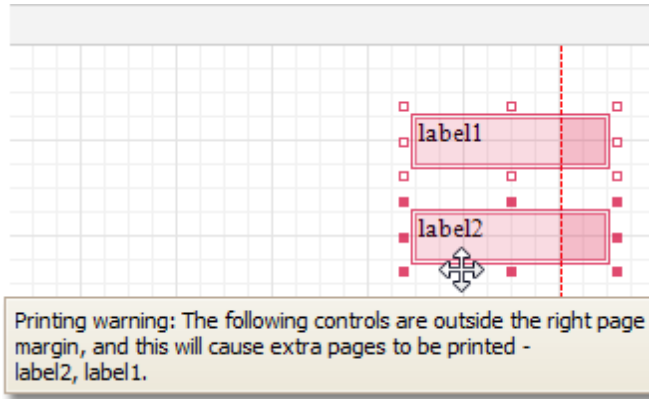 label1
label2
Printing warning: The following controls are outside the right page
margin, and this will cause extra pages to be printed -
label2, label1.